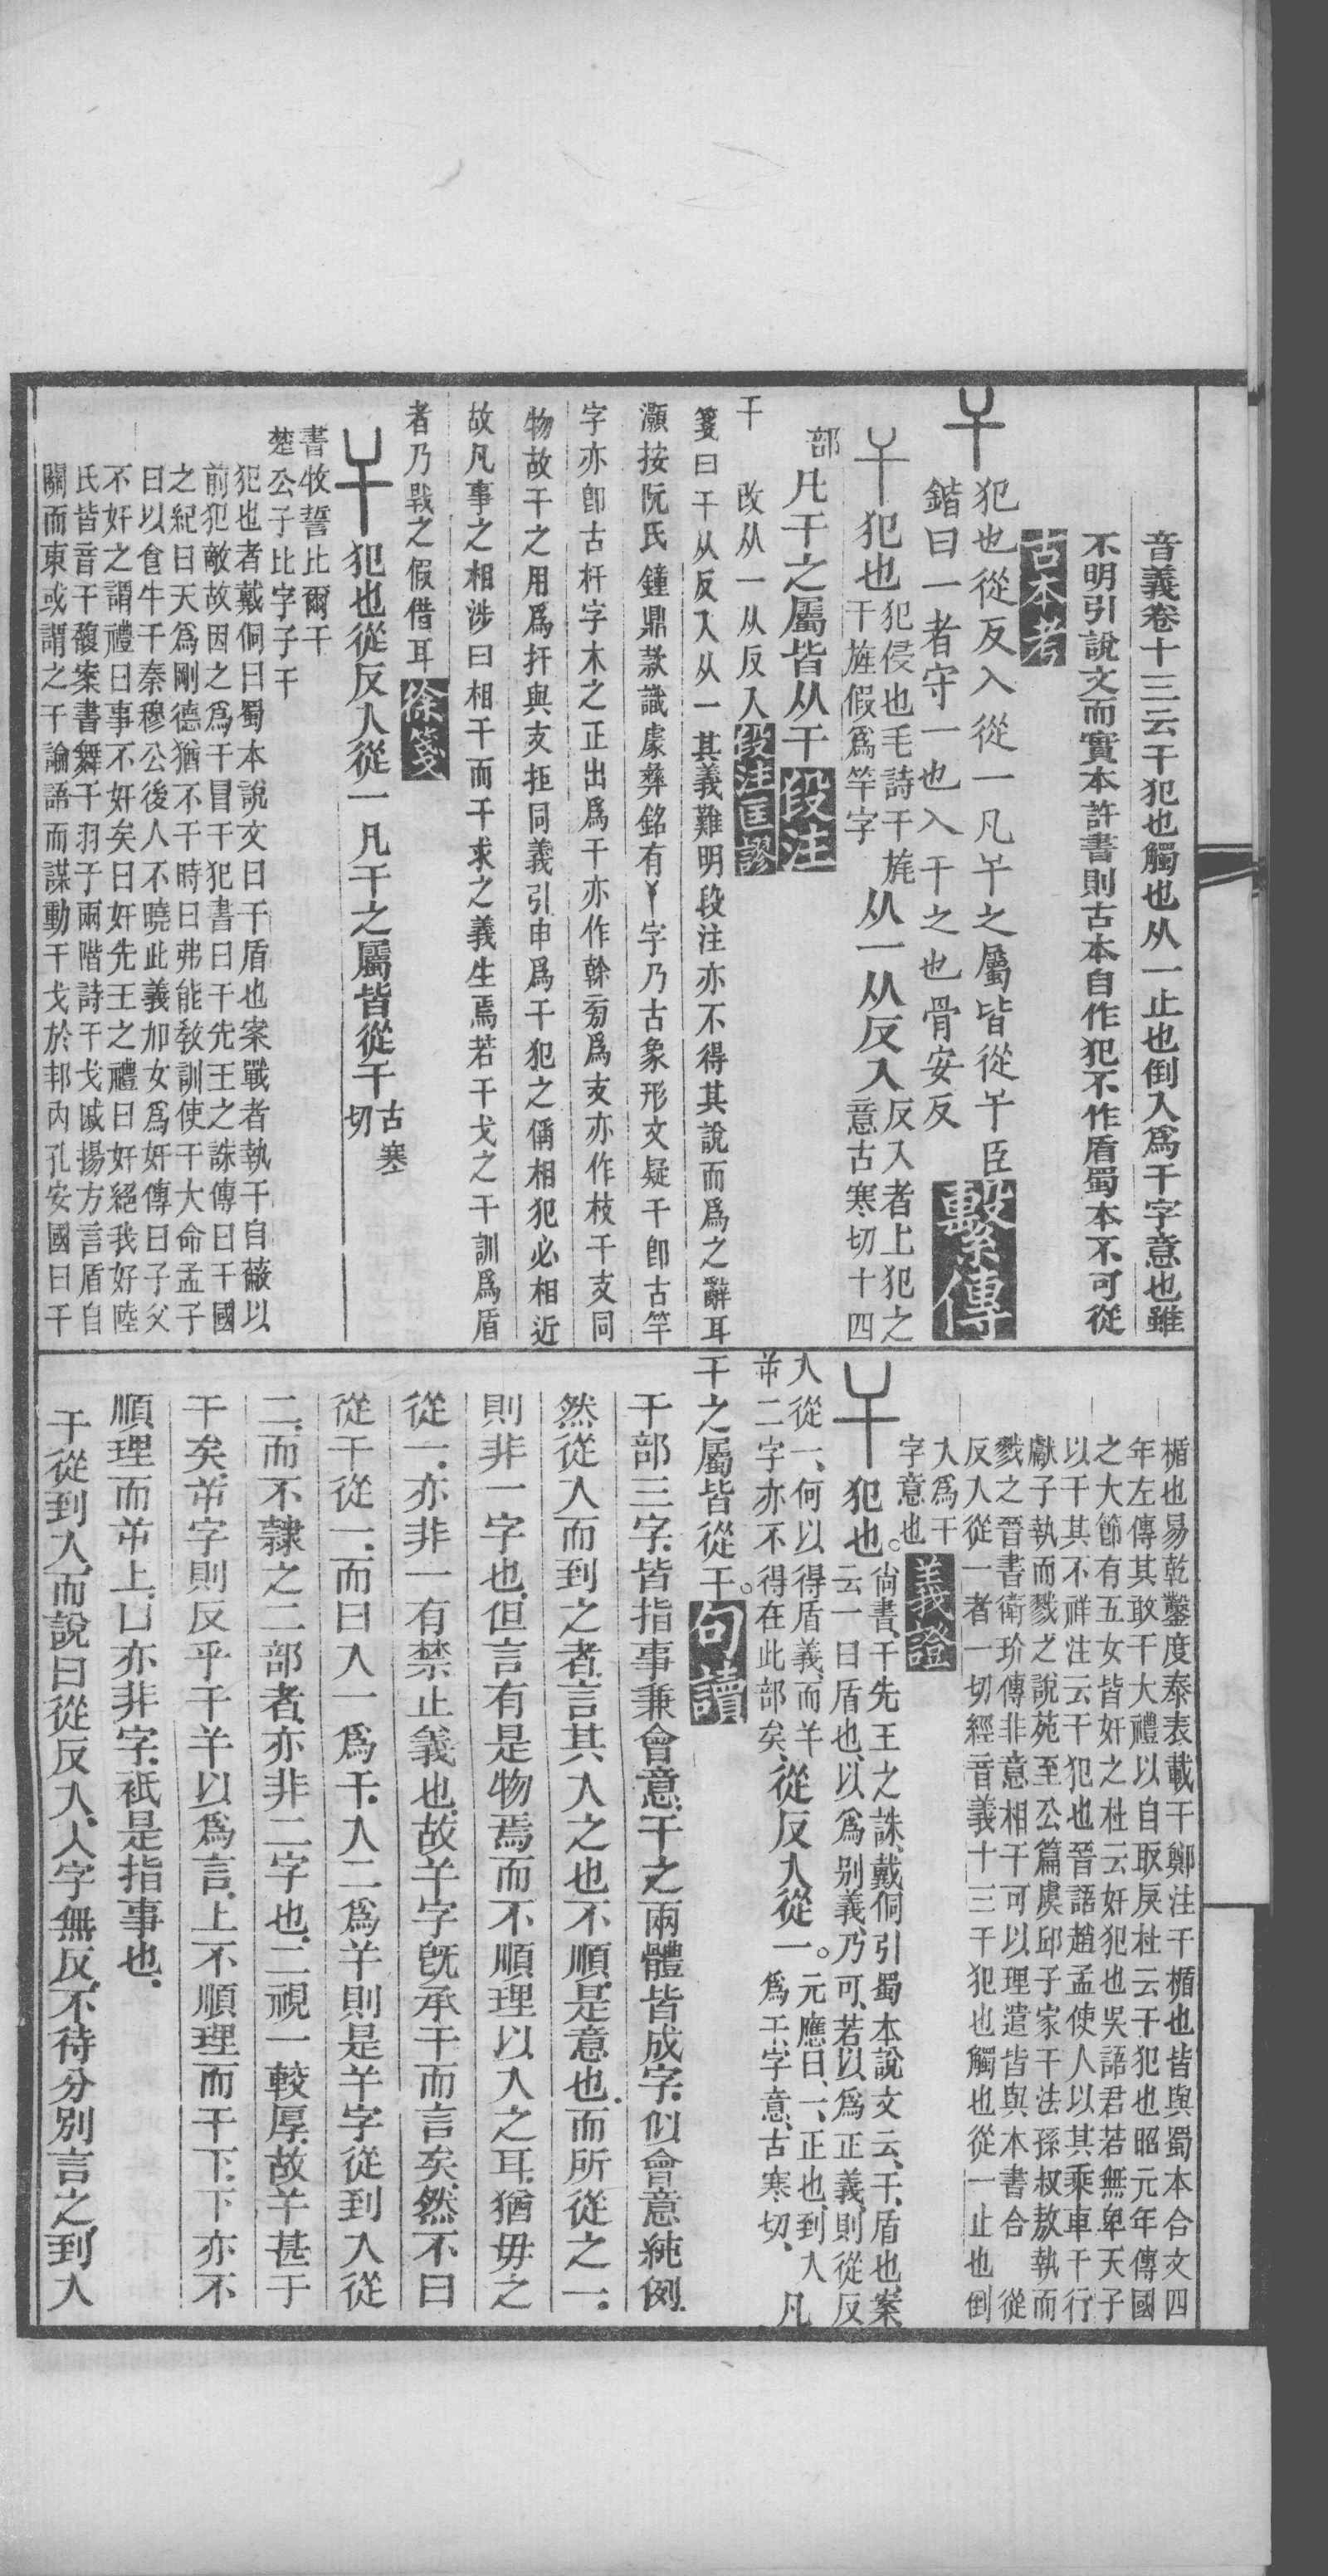 音義卷十三云干犯也觸也从一止也倒入爲干字意也雖
不明引說文而實本許書則古本自作犯不作盾蜀本不可從
古本考
犯也從反入從一凡干之屬皆從干臣
鍇曰一者守一也入干之也骨安反
繫傳
犯也
犯侵也毛詩干旄
干旌假爲竿字
从一从反入
反入者上犯之
意古寒切十四
部
凡干之屬皆从干
段注
干
改从一从反入
段注匡謬
箋曰干从反入从一其義難明段注亦不得其說而爲之辭耳
灝按阮氏鐘鼎款識虡彝銘有丫字乃古象形文疑干卽古竿
字亦卽古杆字木之正出爲干亦作榦㫄爲支亦作枝干支同
物故干之用爲扞與支拒同義引申爲干犯之偁相犯必相近
故凡事之相涉曰相干而干求之義生焉若干戈之干訓爲盾
者乃戰之假借耳
徐箋
犯也從反入從一凡干之屬皆從干
古寒
切
書牧誓比爾干
楚公子比字子干
犯也者戴侗曰蜀本說文曰干盾也案戰者執干自蔽以
前犯敵故因之爲干冒干犯書曰干先王之誅傳曰干國
之紀曰天爲剛德猶不干時曰弗能敎訓使干大命孟子
曰以食牛干秦穆公後人不曉此義加女爲奸傳曰子父
不奸之謂禮曰事不奸矣曰奸先王之禮曰奸絕我好陸
氏皆音干馥案書舞干羽于兩階詩干戈戚揚方言盾自
關而東或謂之干論語而謀動干戈於邦內孔安國曰干
楯也易乾鑿度泰表載干鄭注干楯也皆與蜀本合文四
年左傳其敢干大禮以自取戾杜云干犯也昭元年傳國
之大節有五女皆奸之杜云奸犯也吳語君若無卑天子
以干其不祥注云干犯也晉語趙孟使人以其乘車干行
獻子執而戮之說苑至公篇虞邱子家干法孫叔敖執而
戮之晉書衛玠傳非意相干可以理遣皆與本書合　從
反入從一者一切經音義十三干犯也觸也從一止也倒
入爲干
字意也
義證
犯也。
尙書、干先王之誅、戴侗引蜀本說文云、干、盾也、案
云一曰盾也、以爲別義、乃可、若以爲正義、則從反
入從一、何以得盾義、而𢆉
屰二字亦不得在此部矣、
從反入從一。
元應曰、一、正也、到入
爲干、字意、古寒切、
凡
干之屬皆從干。
句讀
干部三字、皆指事兼會意、干之兩體皆成字、似會意純例、
然從入而到之者、言其入之也不順、是意也、而所從之一、
則非一字也、但言有是物焉而不順理以入之耳、猶毋之
從一、亦非一有禁止義也、故𢆉字旣承干而言矣、然不曰
從干從一、而曰入一爲干、入二爲𢆉則是𢆉字從到入從
二、而不隸之二部者、亦非二字也、二視一較厚、故𢆉甚于
干矣、屰字則反乎干𢆉以爲言、上不順理而干下、下亦不
順理而屰上、凵亦非字、祇是指事也、
干從到入、而說曰從反入、入字無反、不待分別言之、到入